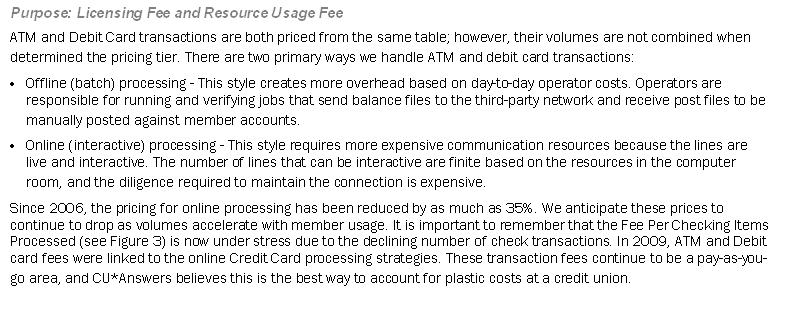 Purpose: Licensing Fee and Resource Usage Fee
ATM and Debit Card transactions are both priced from the same table; however, their volumes are not combined when
determined the pricing tier. There are two primary ways we handle ATM and debit card transactions:
• Offline (batch) processing - This style creates more overhead based on day-to-day operator costs. Operators are
responsible for running and verifying jobs that send balance files to the third-party network and receive post files to be
manually posted against member accounts.
• Online (interactive) processing - This style requires more expensive communication resources because the lines are
live and interactive. The number of lines that can be interactive are finite based on the resources in the computer
room, and the diligence required to maintain the connection is expensive.
Since 2006, the pricing for online processing has been reduced by as much as 35%. We anticipate these prices to
continue to drop as volumes accelerate with member usage. It is important to remember that the Fee Per Checking Items
Processed (see Figure 3) is now under stress due to the declining number of check transactions. In 2009, ATM and Debit
card fees were linked to the online Credit Card processing strategies. These transaction fees continue to be a pay-as-you-
go area, and CU*Answers believes this is the best way to account for plastic costs at a credit union.